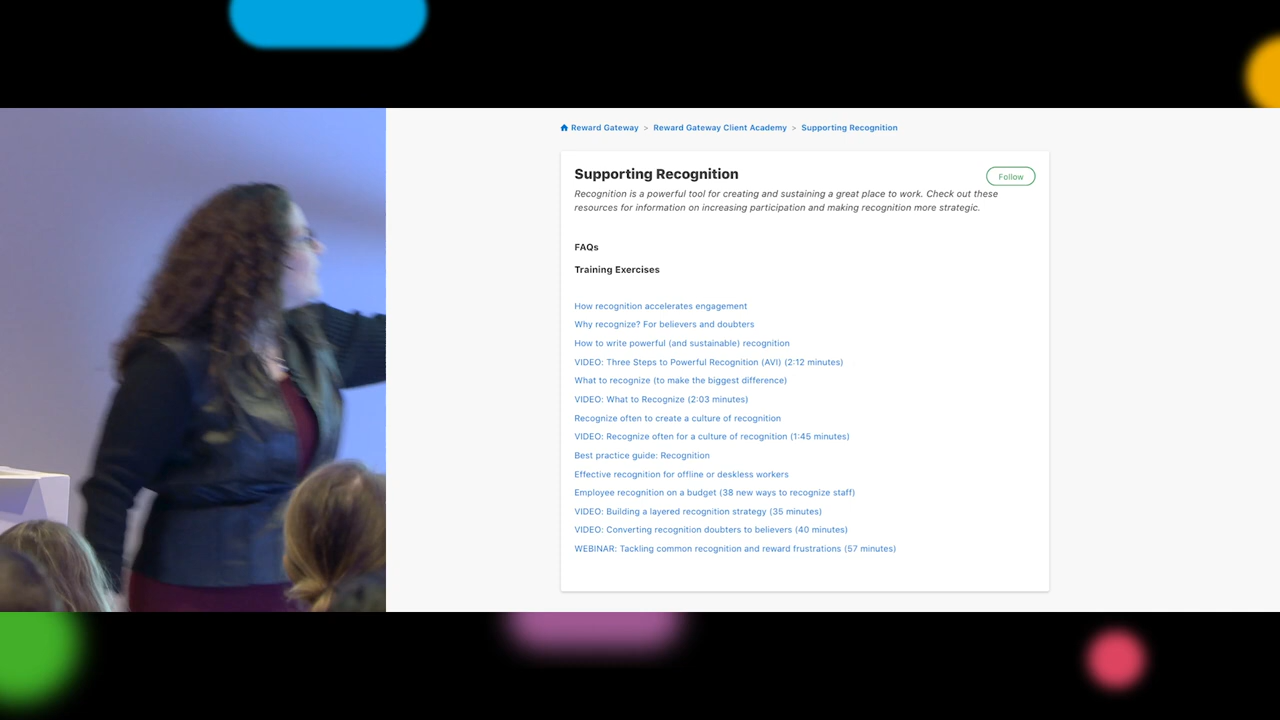 Reward Gateway > Reward Gateway Client Academy > Supporting Recognition
Supporting Recognition
Follow
Recognition is a powerful tool for creating and sustaining a great place to work. Check out these
resources for information on increasing participation and making recognition more strategic.
FAQs
Training Exercises
How recognition accelerates engagement
Why recognize? For believers and doubters
How to write powerful (and sustainable) recognition
VIDEO: Three Steps to Powerful Recognition (AVI) (2:12 minutes)
What to recognize (to make the biggest difference)
VIDEO: What to Recognize (2:03 minutes)
Recognize often to create a culture of recognition
VIDEO: Recognize often for a culture of recognition (1:45 minutes)
Best practice guide: Recognition
Effective recognition for offline or deskless workers
Employee recognition on a budget (38 new ways to recognize staff)
VIDEO: Building a layered recognition strategy (35 minutes)
VIDEO: Converting recognition doubters to believers (40 minutes)
WEBINAR: Tackling common recognition and reward frustrations (57 minutes)